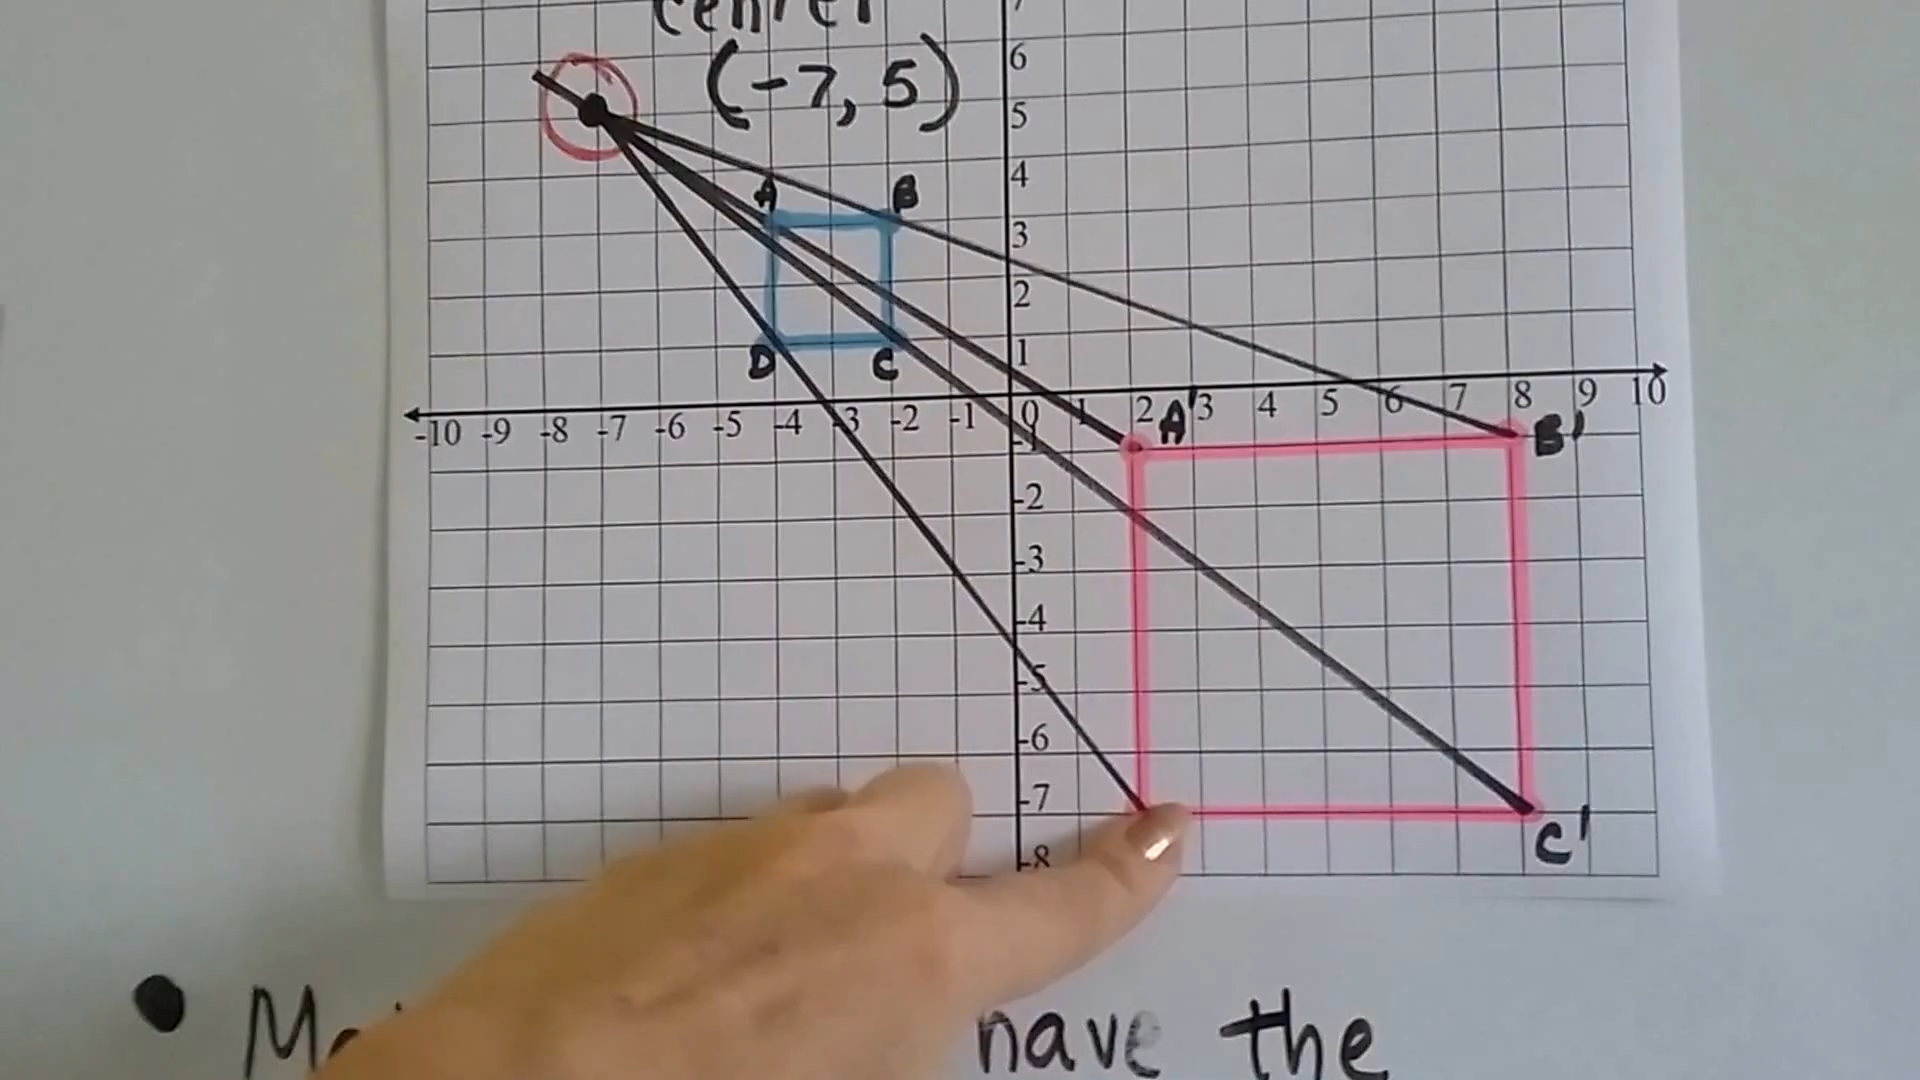 center
(-7, 5)
7
6
5
4
3
2
1
A B
D C
-10 -9 -8 -7 -6 -5 -4 -3 -2 -1 0 1 2 3 4 5 6 7 8 9 10
A' B'
-1
-2
-3
-4
-5
-6
-7
-8
C'
have the